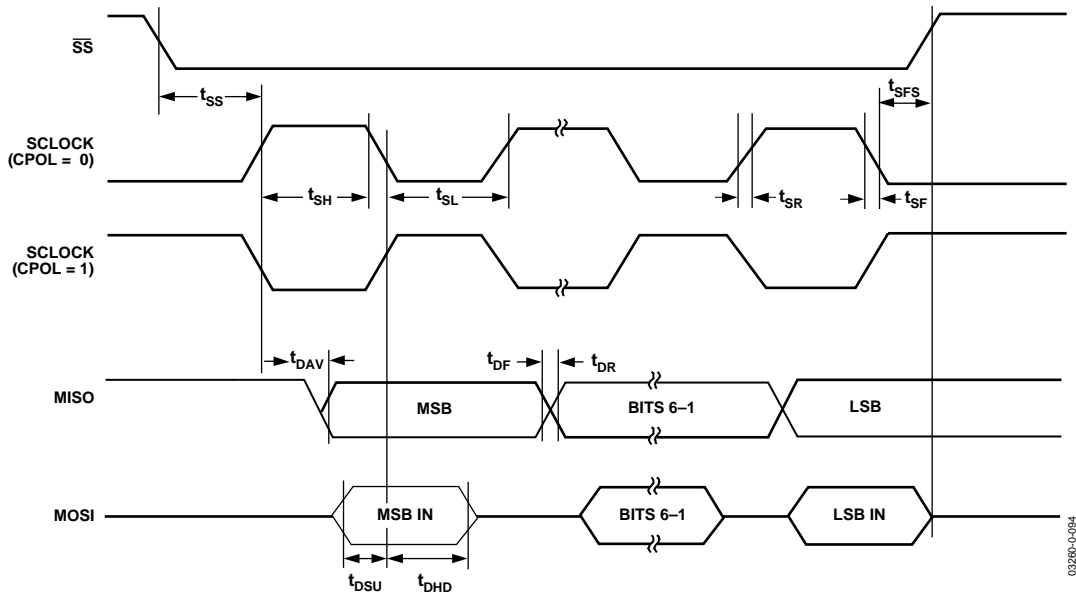 SS
tSS
tSFS
SCLOCK
(CPOL = 0)
tSH
tSL
tSR
tSF
SCLOCK
(CPOL = 1)
tDAV
tDF
tDR
MISO
MSB
BITS 6–1
LSB
MOSI
MSB IN
BITS 6–1
LSB IN
tDSU
tDHD
03260-0-094